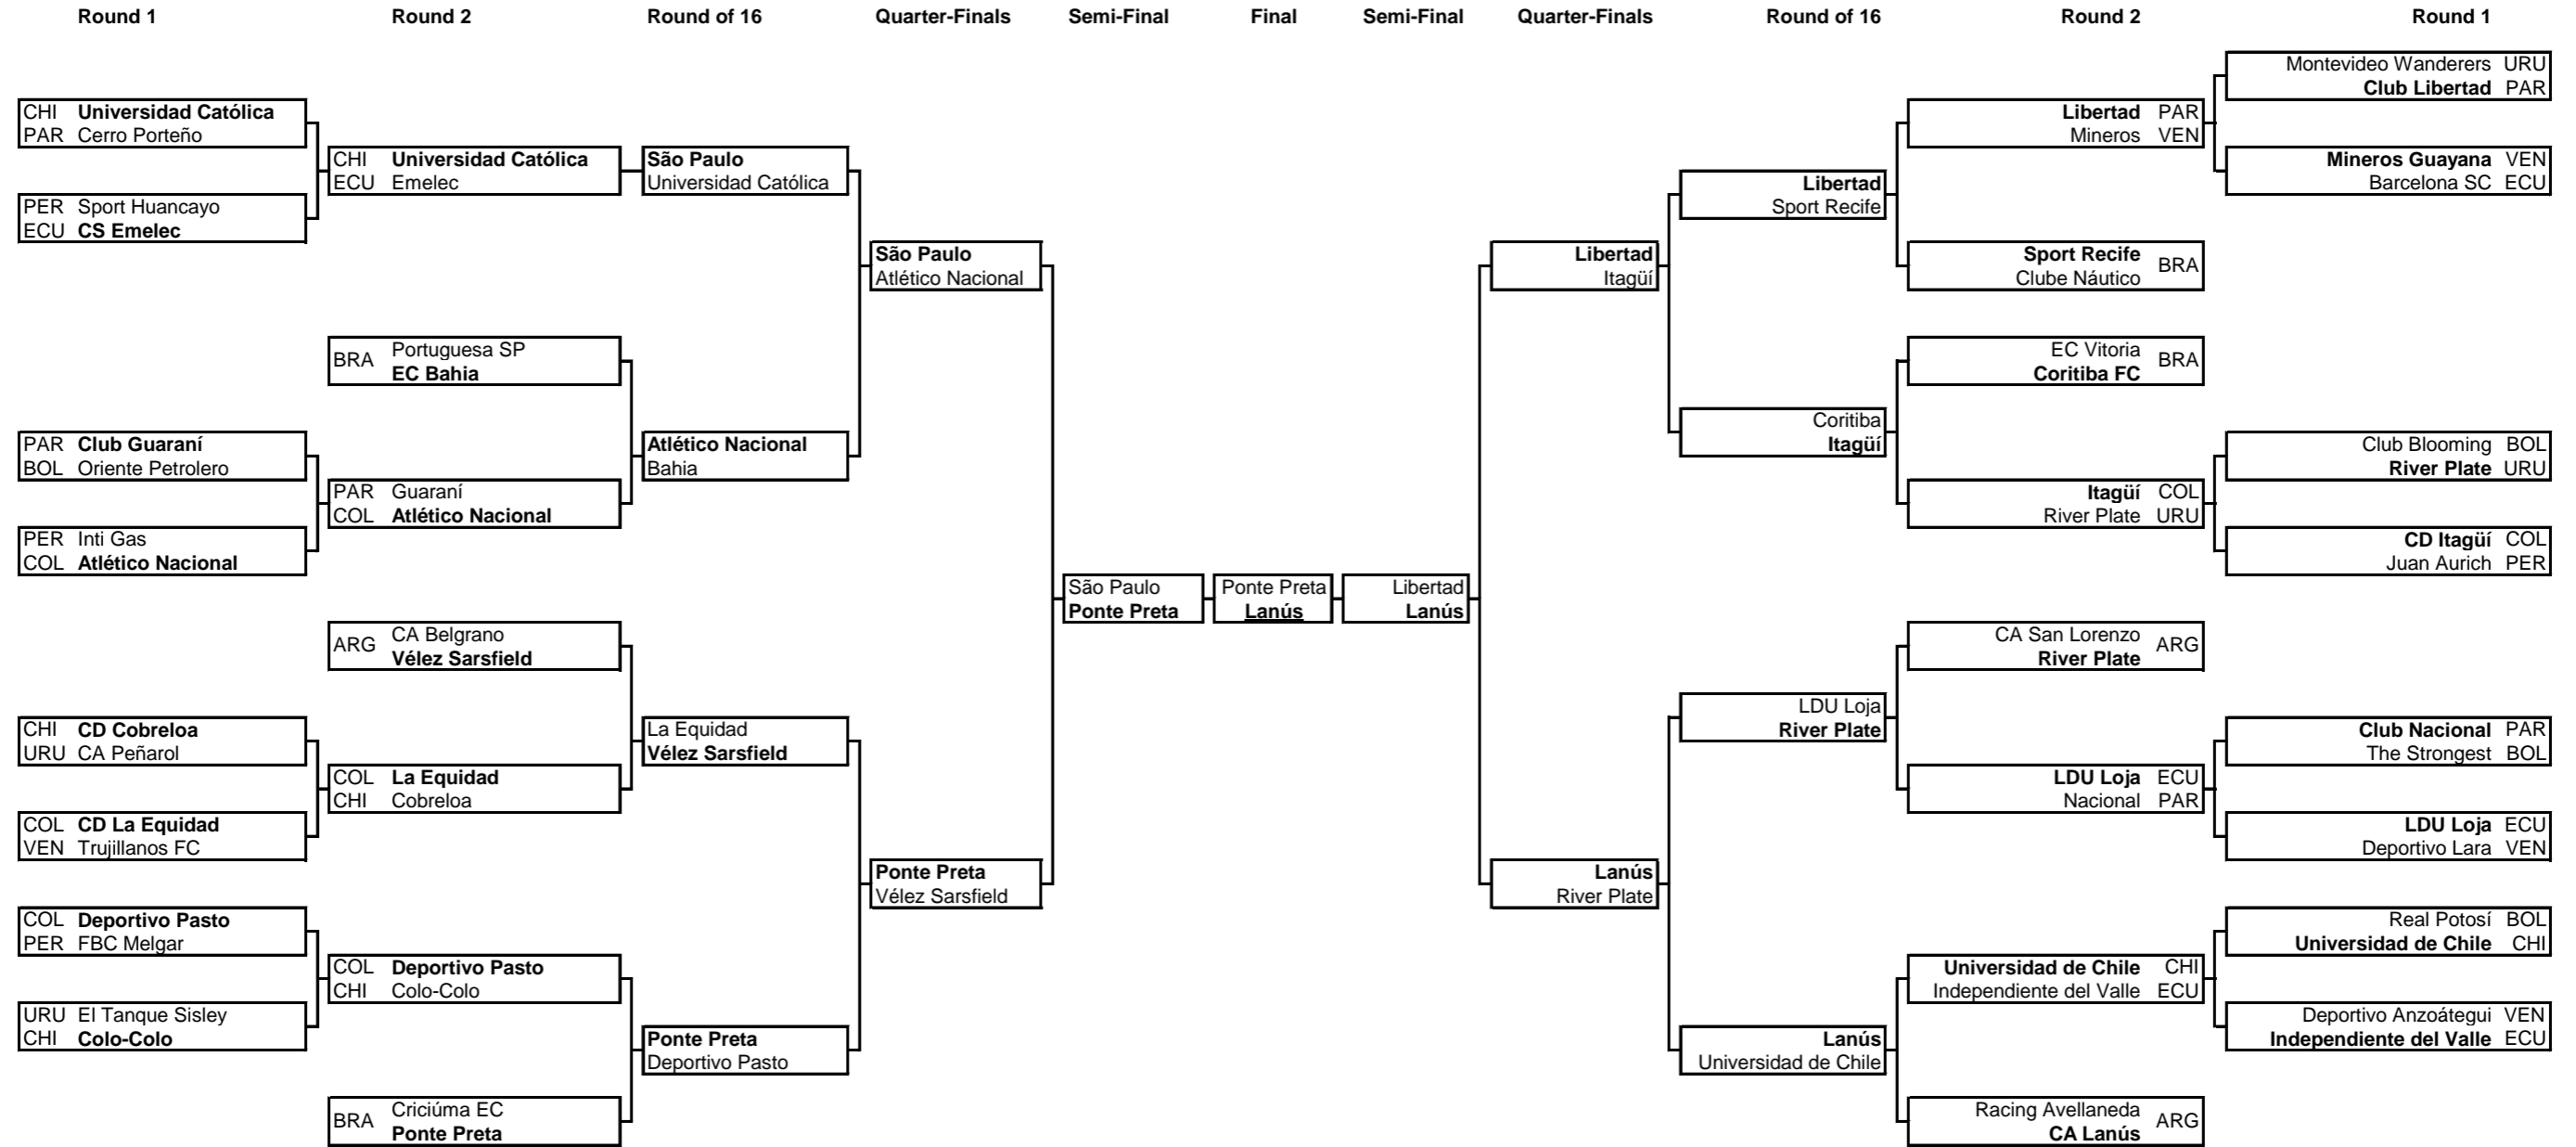 Round 1 Round 2 Round of 16 Quarter-Finals Semi-Final Final Semi-Final Quarter-Finals Round of 16 Round 2 Round 1
CHI Universidad Católica
PAR Cerro Porteño
PER Sport Huancayo
ECU CS Emelec
PAR Club Guaraní
BOL Oriente Petrolero
PER Inti Gas
COL Atlético Nacional
CHI CD Cobreloa
URU CA Peñarol
COL CD La Equidad
VEN Trujillanos FC
COL Deportivo Pasto
PER FBC Melgar
URU El Tanque Sisley
CHI Colo-Colo
CHI Universidad Católica
ECU Emelec
BRA
Portuguesa SP
EC Bahia
PAR Guaraní
COL Atlético Nacional
ARG
CA Belgrano
Vélez Sarsfield
COL La Equidad
CHI Cobreloa
COL Deportivo Pasto
CHI Colo-Colo
BRA
Criciúma EC
Ponte Preta
São Paulo
Universidad Católica
Atlético Nacional
Bahia
La Equidad
Vélez Sarsfield
Ponte Preta
Deportivo Pasto
São Paulo
Atlético Nacional
Ponte Preta
Vélez Sarsfield
São Paulo
Ponte Preta
Ponte Preta
Lanús
Libertad
Lanús
Libertad
Itagüí
Lanús
River Plate
Libertad
Sport Recife
Coritiba
Itagüí
LDU Loja
River Plate
Lanús
Universidad de Chile
Libertad PAR
Mineros VEN
Sport Recife
Clube Náutico
BRA
EC Vitoria
Coritiba FC
BRA
Itagüí COL
River Plate URU
CA San Lorenzo
River Plate
ARG
LDU Loja ECU
Nacional PAR
Universidad de Chile CHI
Independiente del Valle ECU
Racing Avellaneda
CA Lanús
ARG
Montevideo Wanderers URU
Club Libertad PAR
Mineros Guayana VEN
Barcelona SC ECU
Club Blooming BOL
River Plate URU
CD Itagüí COL
Juan Aurich PER
Club Nacional PAR
The Strongest BOL
LDU Loja ECU
Deportivo Lara VEN
Real Potosí BOL
Universidad de Chile CHI
Deportivo Anzoátegui VEN
Independiente del Valle ECU